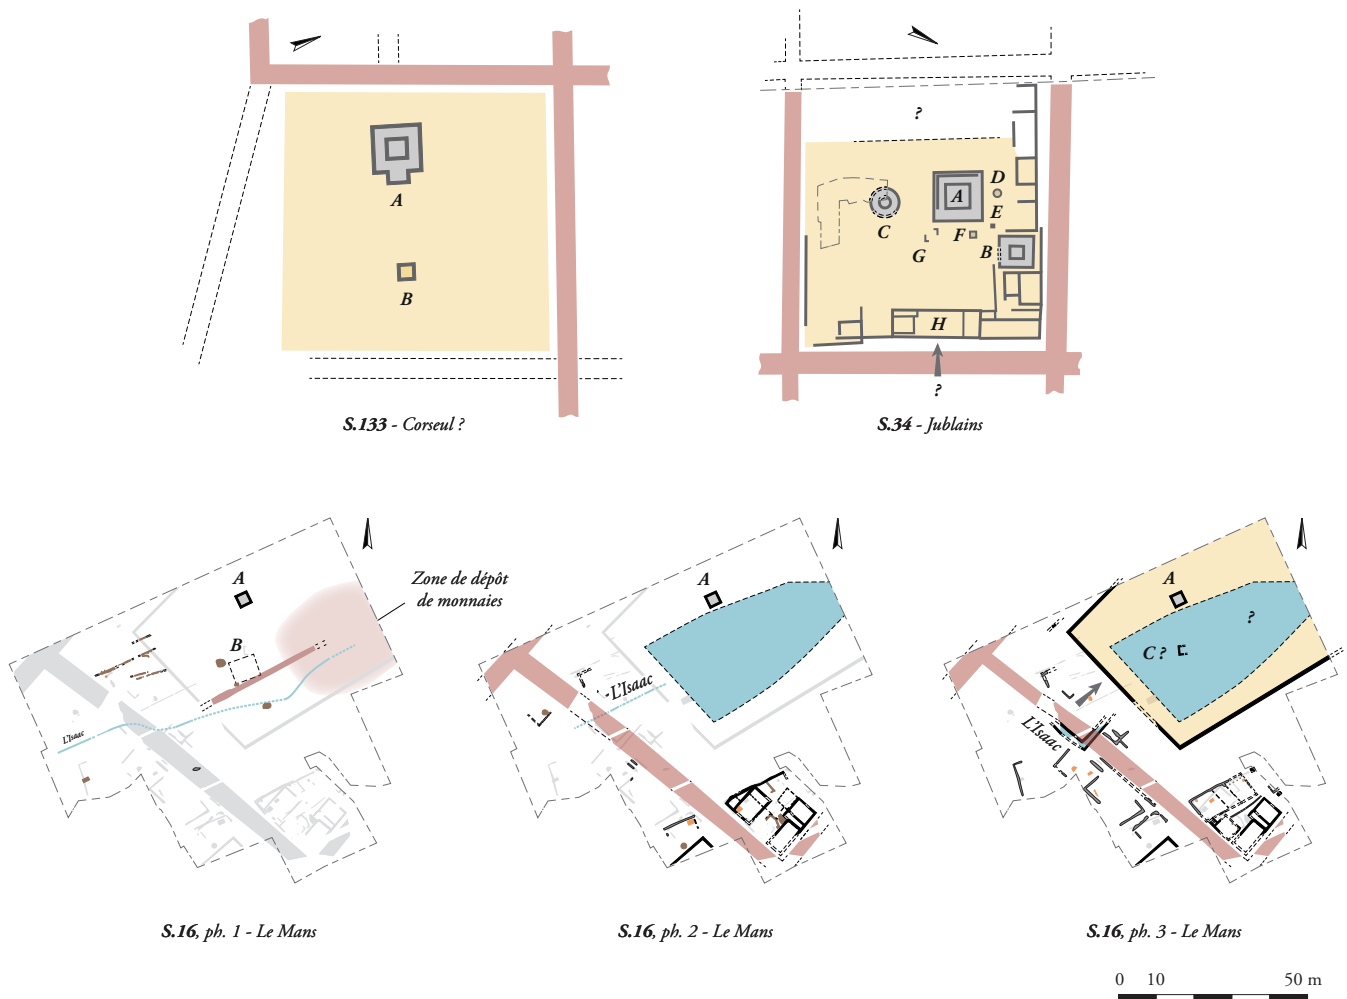 A
B
S.133 - Corseul ?
?
A
D
E
C
F
G
B
H
?
S.34 - Jublains
A
Zone de dépôt
de monnaies
B
L'Isaac
S.16, ph. 1 - Le Mans
A
L'Isaac
S.16, ph. 2 - Le Mans
A
?
C ?
L'Isaac
S.16, ph. 3 - Le Mans
0 10 50 m